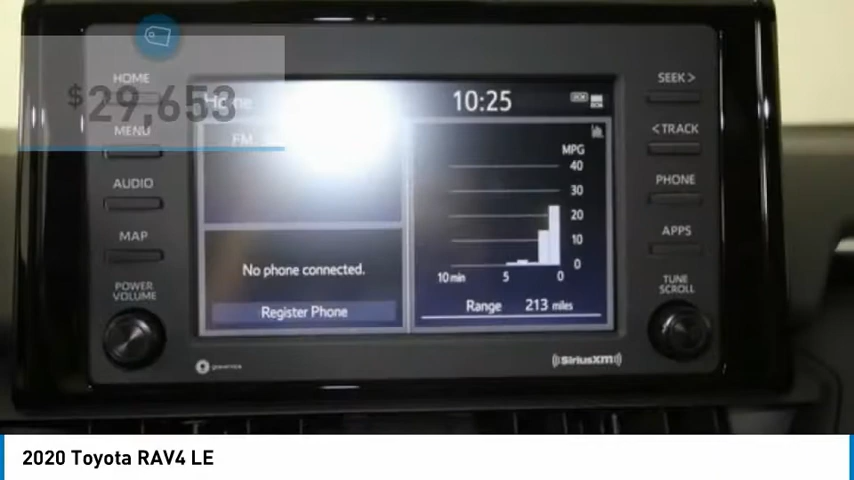 $29,653
HOME
MENU
AUDIO
MAP
POWER
VOLUME
Home
10:25
FM
No phone connected.
Register Phone
MPG
40
30
20
10
0
10 min 5 0
Range 213 miles
SEEK >
< TRACK
PHONE
APPS
TUNE
SCROLL
gracenote
((SiriusXM))
2020 Toyota RAV4 LE